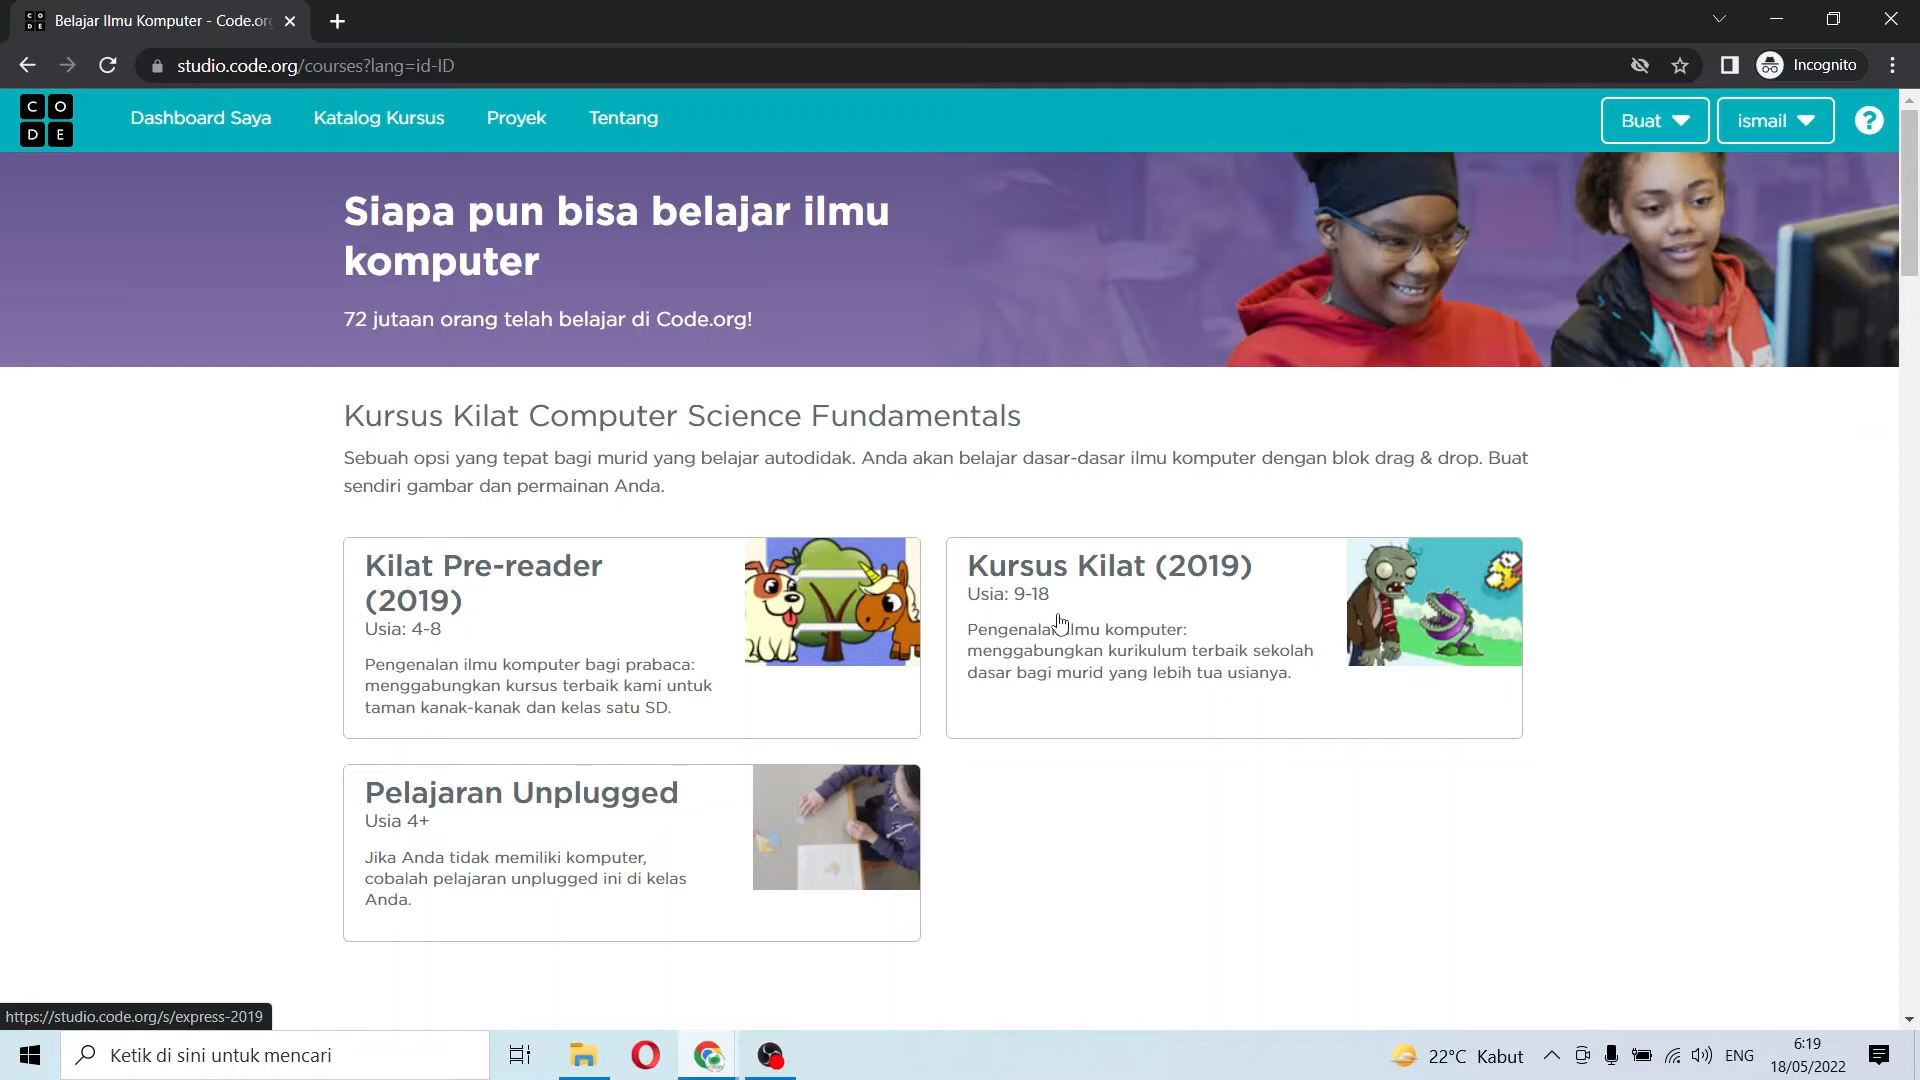 Belajar Ilmu Komputer - Code.org
studio.code.org/courses?lang=id-ID
Incognito
C O
D E
Dashboard Saya
Katalog Kursus
Proyek
Tentang
Buat
ismail
?
Siapa pun bisa belajar ilmu
komputer
72 jutaan orang telah belajar di Code.org!
Kursus Kilat Computer Science Fundamentals
Sebuah opsi yang tepat bagi murid yang belajar autodidak. Anda akan belajar dasar-dasar ilmu komputer dengan blok drag & drop. Buat
sendiri gambar dan permainan Anda.
Kilat Pre-reader
(2019)
Usia: 4-8
Pengenalan ilmu komputer bagi prabaca:
menggabungkan kursus terbaik kami untuk
taman kanak-kanak dan kelas satu SD.
Kursus Kilat (2019)
Usia: 9-18
Pengenalan ilmu komputer:
menggabungkan kurikulum terbaik sekolah
dasar bagi murid yang lebih tua usianya.
Pelajaran Unplugged
Usia 4+
Jika Anda tidak memiliki komputer,
cobalah pelajaran unplugged ini di kelas
Anda.
https://studio.code.org/s/express-2019
Ketik di sini untuk mencari
22°C Kabut
ENG
6:19
18/05/2022